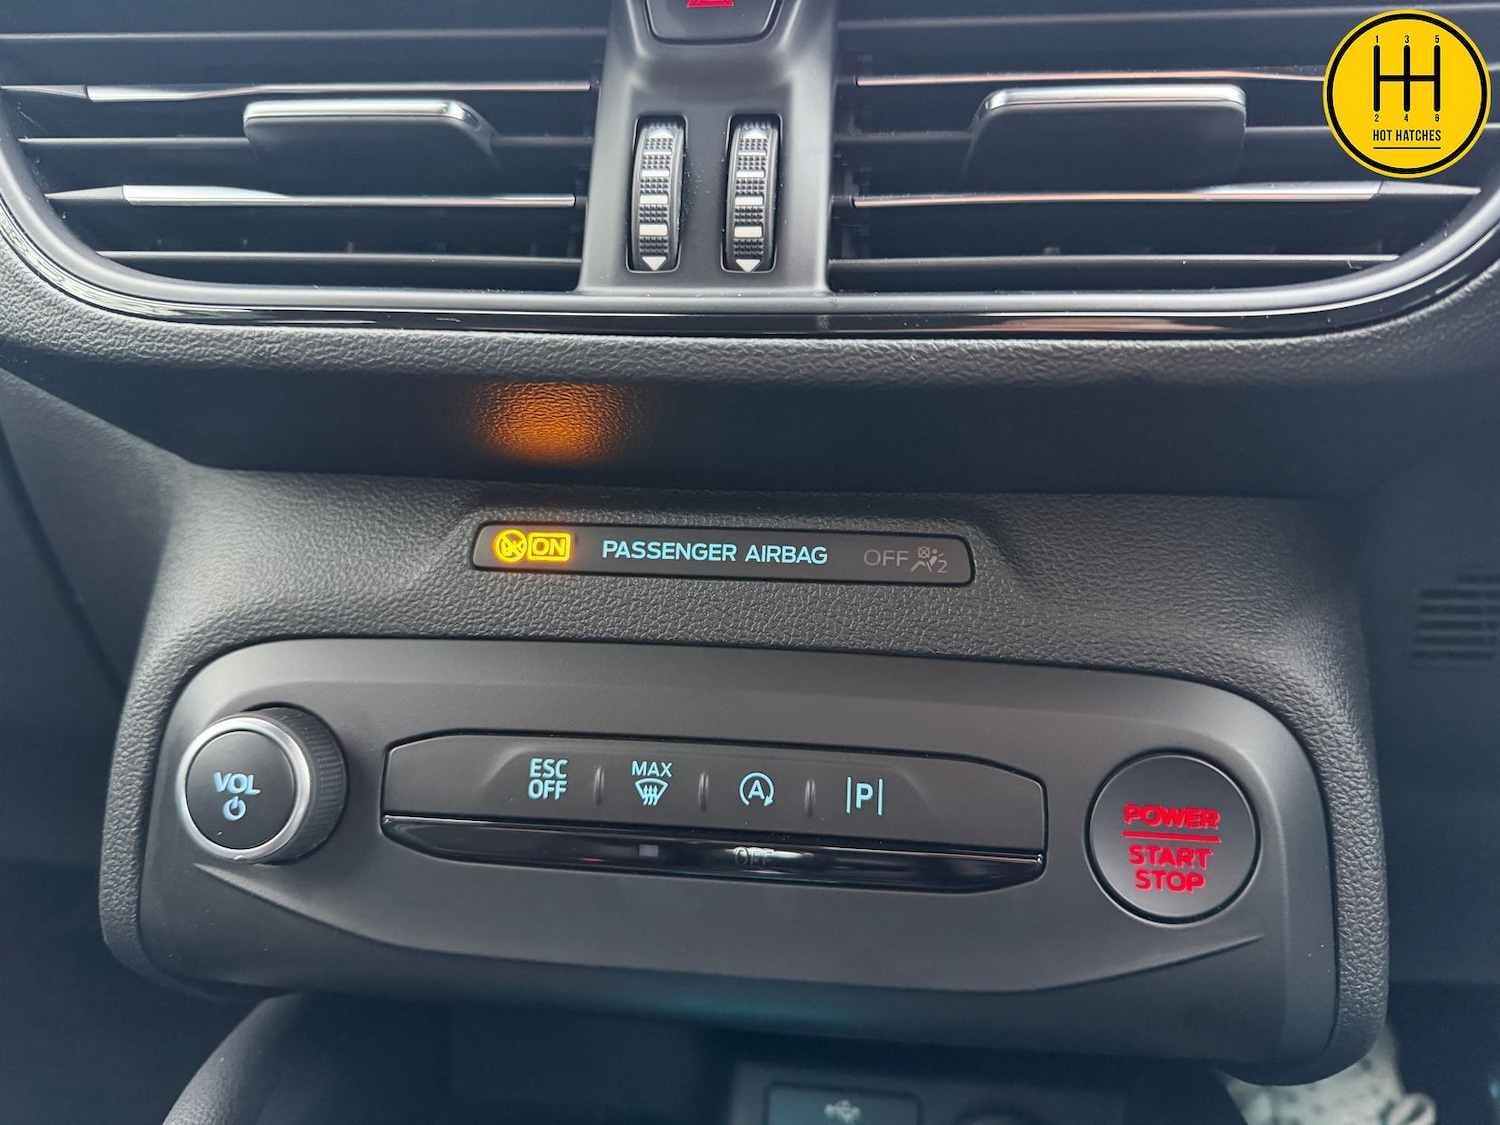 1 3 5
2 4 6
HOT HATCHES
ON PASSENGER AIRBAG OFF 2
VOL
ESC
OFF
MAX
A
P
OFF
POWER
START
STOP